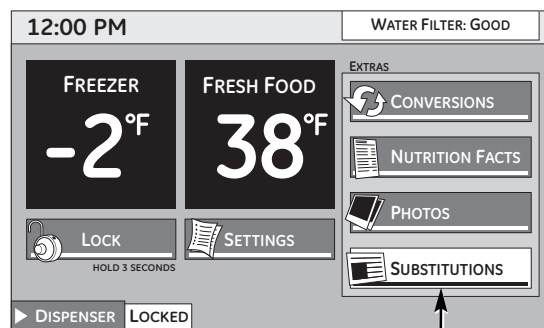 12:00 PM
WATER FILTER: GOOD
EXTRAS
FREEZER
-2°F
FRESH FOOD
38°F
CONVERSIONS
NUTRITION FACTS
PHOTOS
SUBSTITUTIONS
LOCK
HOLD 3 SECONDS
SETTINGS
DISPENSER LOCKED